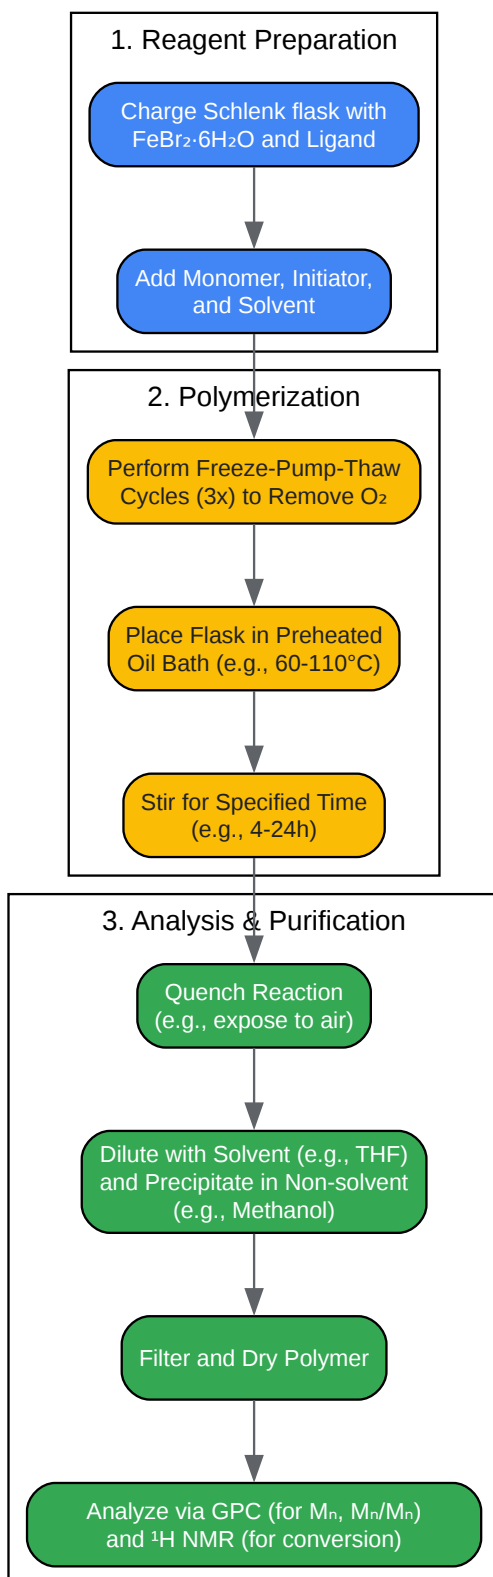 1. Reagent Preparation
Charge Schlenk flask with
FeBr₂·6H₂O and Ligand
Add Monomer, Initiator,
and Solvent
2. Polymerization
Perform Freeze-Pump-Thaw
Cycles (3x) to Remove O₂
Place Flask in Preheated
Oil Bath (e.g., 60-110°C)
Stir for Specified Time
(e.g., 4-24h)
3. Analysis & Purification
Quench Reaction
(e.g., expose to air)
Dilute with Solvent (e.g., THF)
and Precipitate in Non-solvent
(e.g., Methanol)
Filter and Dry Polymer
Analyze via GPC (for Mₙ, Mₙ/Mₙ)
and ¹H NMR (for conversion)